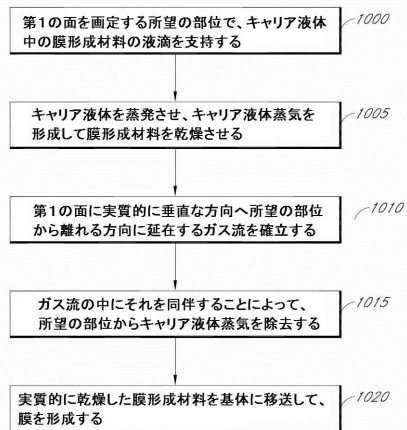 第1の面を画定する所望の部位で、キャリア液体
中の膜形成材料の液滴を支持する
1000
キャリア液体を蒸発させ、キャリア液体蒸気を
形成して膜形成材料を乾燥させる
1005
第1の面に実質的に垂直な方向へ所望の部位
から離れる方向に延在するガス流を確立する
1010
ガス流の中にそれを同伴することによって、
所望の部位からキャリア液体蒸気を除去する
1015
実質的に乾燥した膜形成材料を基体に移送して、
膜を形成する
1020